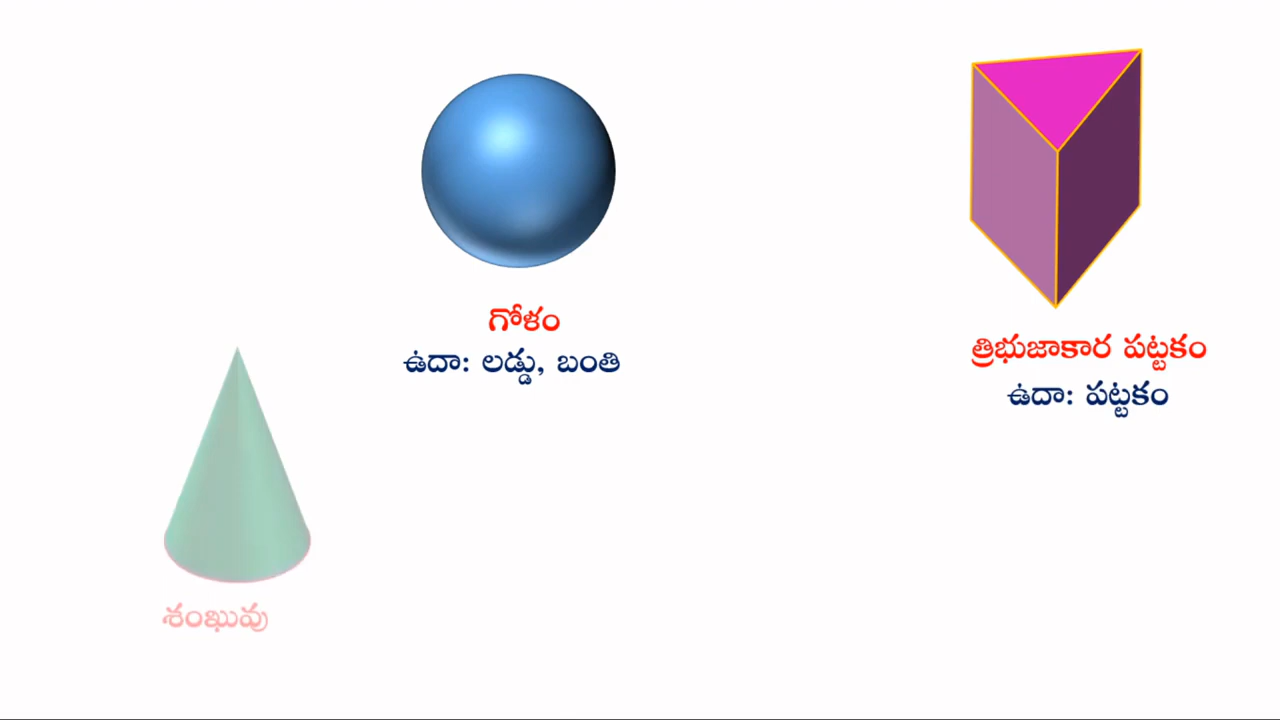 గోళం
ఉదా: లడ్డు, బంతి
త్రిభుజాకార పట్టకం
ఉదా: పట్టకం
శంఖువు